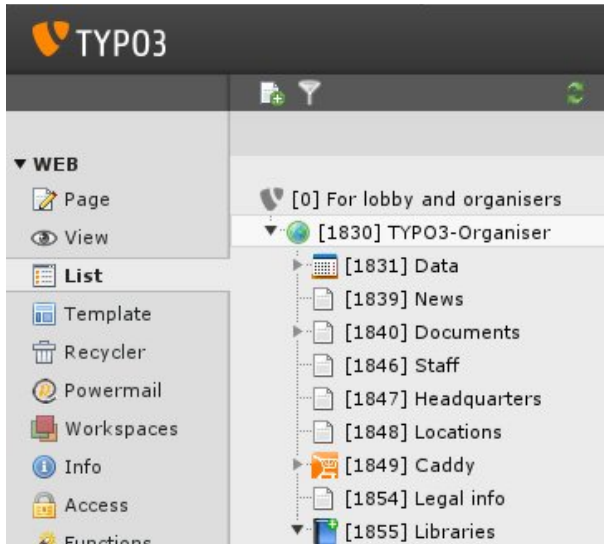 TYPO3
WEB
Page
View
List
Template
Recycler
Powermail
Workspaces
Info
Access
Functions
[0] For lobby and organisers
[1830] TYPO3-Organiser
[1831] Data
[1839] News
[1840] Documents
[1846] Staff
[1847] Headquarters
[1848] Locations
[1849] Caddy
[1854] Legal info
[1855] Libraries